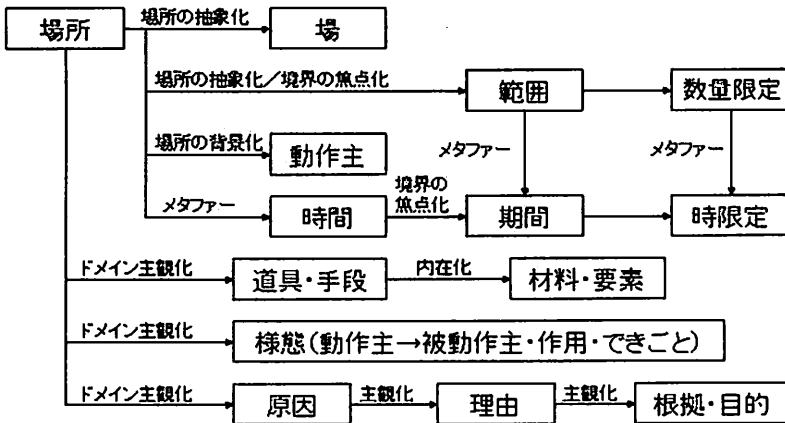 場所
場所の抽象化
場
場所の抽象化／境界の焦点化
範囲
数量限定
場所の背景化
動作主
メタファー
メタファー
メタファー
時間
境界の
焦点化
期間
時限定
ドメイン主観化
道具・手段
内在化
材料・要素
ドメイン主観化
様態（動作主→被動作主・作用・できごと）
ドメイン主観化
原因
主観化
理由
主観化
根拠・目的